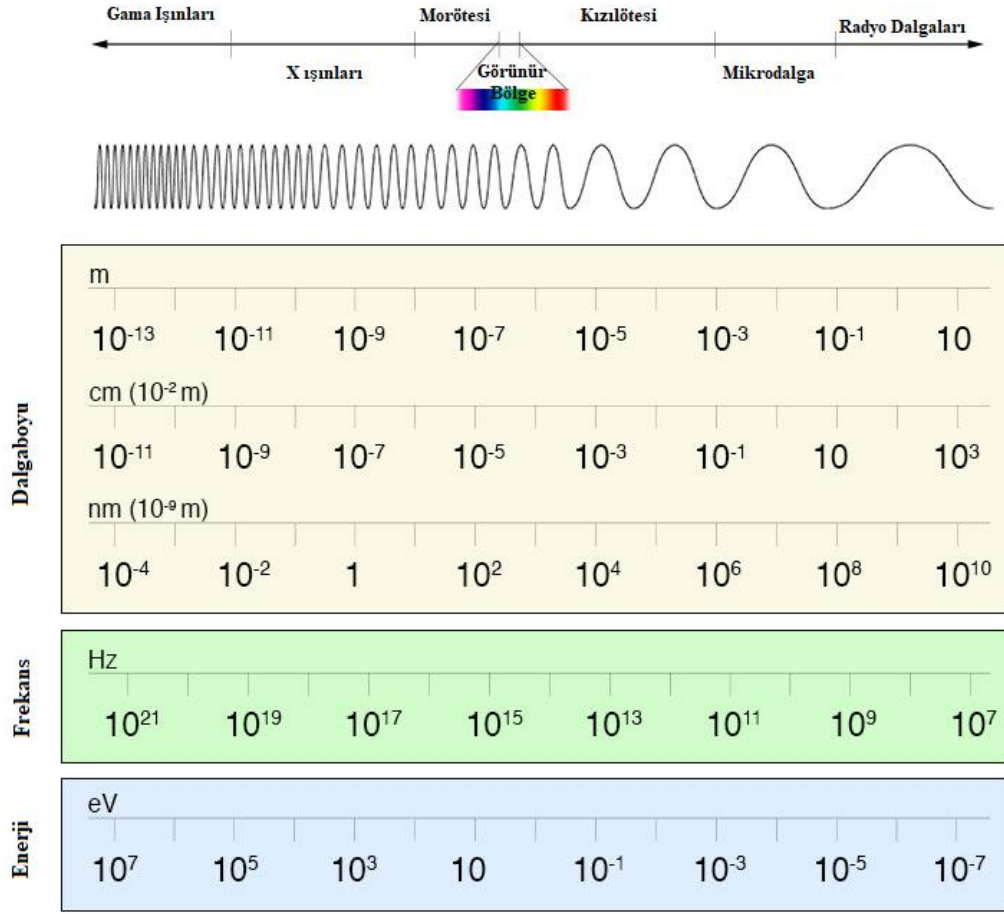 Gama Işınları Morötesi Kızılötesi Radyo Dalgaları
X ışınları Görünür Bölge Mikrodalga
Dalgaboyu
m
10⁻¹³ 10⁻¹¹ 10⁻⁹ 10⁻⁷ 10⁻⁵ 10⁻³ 10⁻¹ 10
cm (10⁻² m)
10⁻¹¹ 10⁻⁹ 10⁻⁷ 10⁻⁵ 10⁻³ 10⁻¹ 10 10³
nm (10⁻⁹ m)
10⁻⁴ 10⁻² 1 10² 10⁴ 10⁶ 10⁸ 10¹⁰
Frekans
Hz
10²¹ 10¹⁹ 10¹⁷ 10¹⁵ 10¹³ 10¹¹ 10⁹ 10⁷
Enerji
eV
10⁷ 10⁵ 10³ 10 10⁻¹ 10⁻³ 10⁻⁵ 10⁻⁷